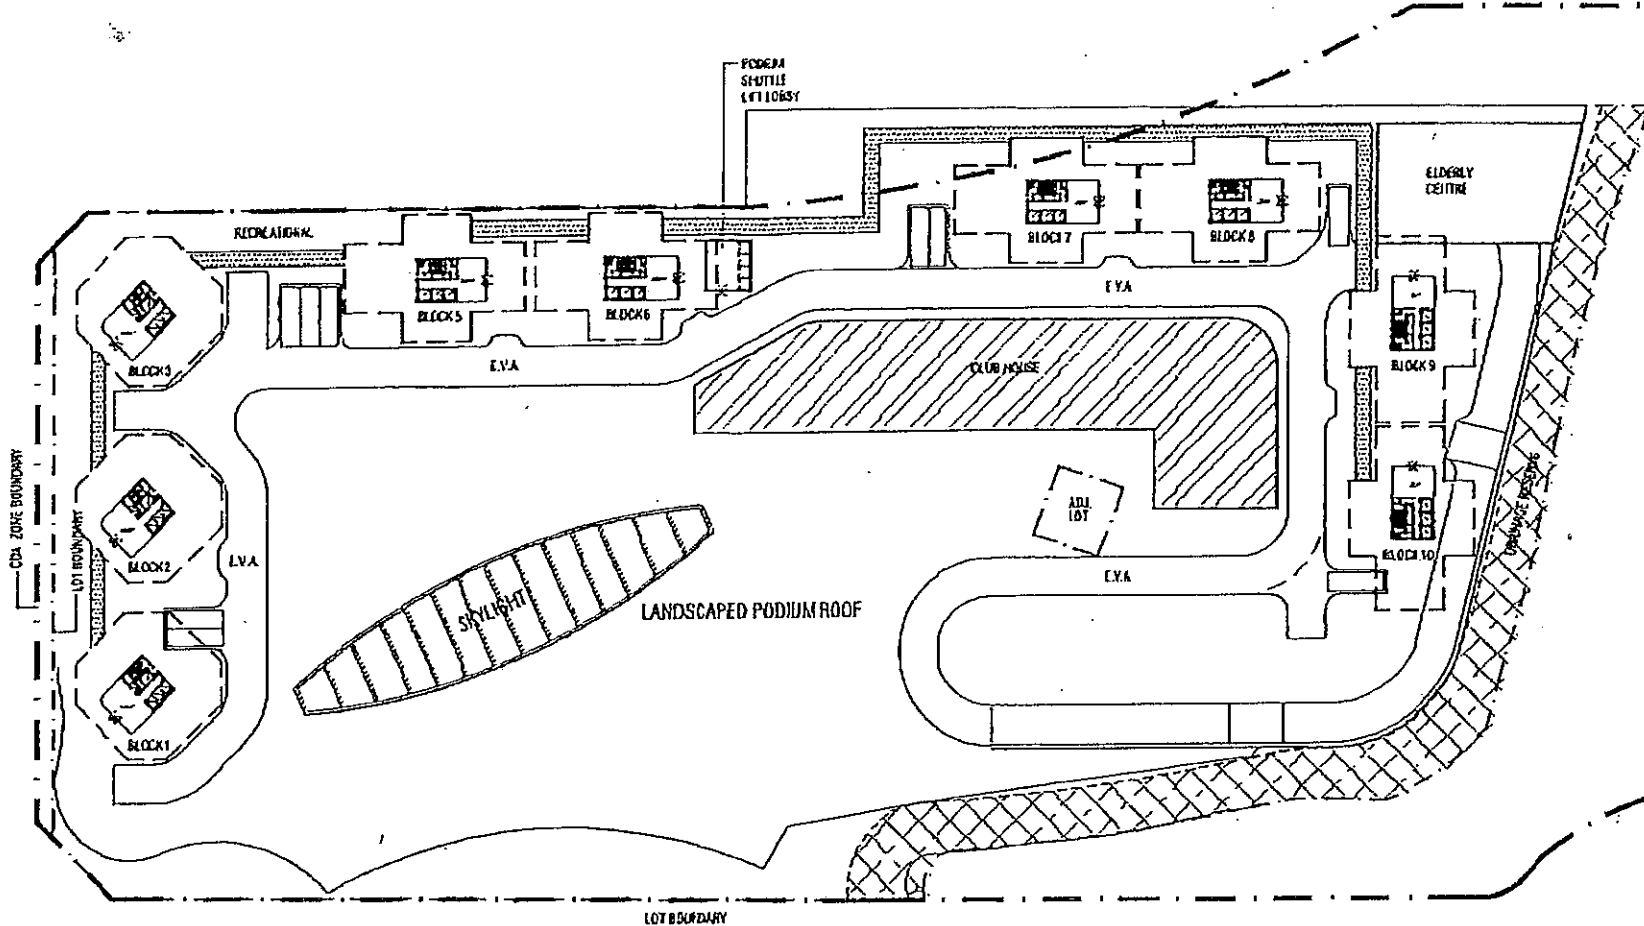 PODIUM
SHUTTLE
LIFT LOBBY
ELDERLY
CENTRE
RECREATIONAL
BLOCK 7
BLOCK 8
BLOCK 5
BLOCK 6
E.V.A
BLOCK 3
E.V.A
CLUB HOUSE
BLOCK 9
CDA ZONE BOUNDARY
LOT BOUNDARY
ADJ.
LOT
BLOCK 10
DRAINAGE RESERVE
BLOCK 2
E.V.A
E.V.A
SKYLIGHT
LANDSCAPED PODIUM ROOF
BLOCK 1
LOT BOUNDARY